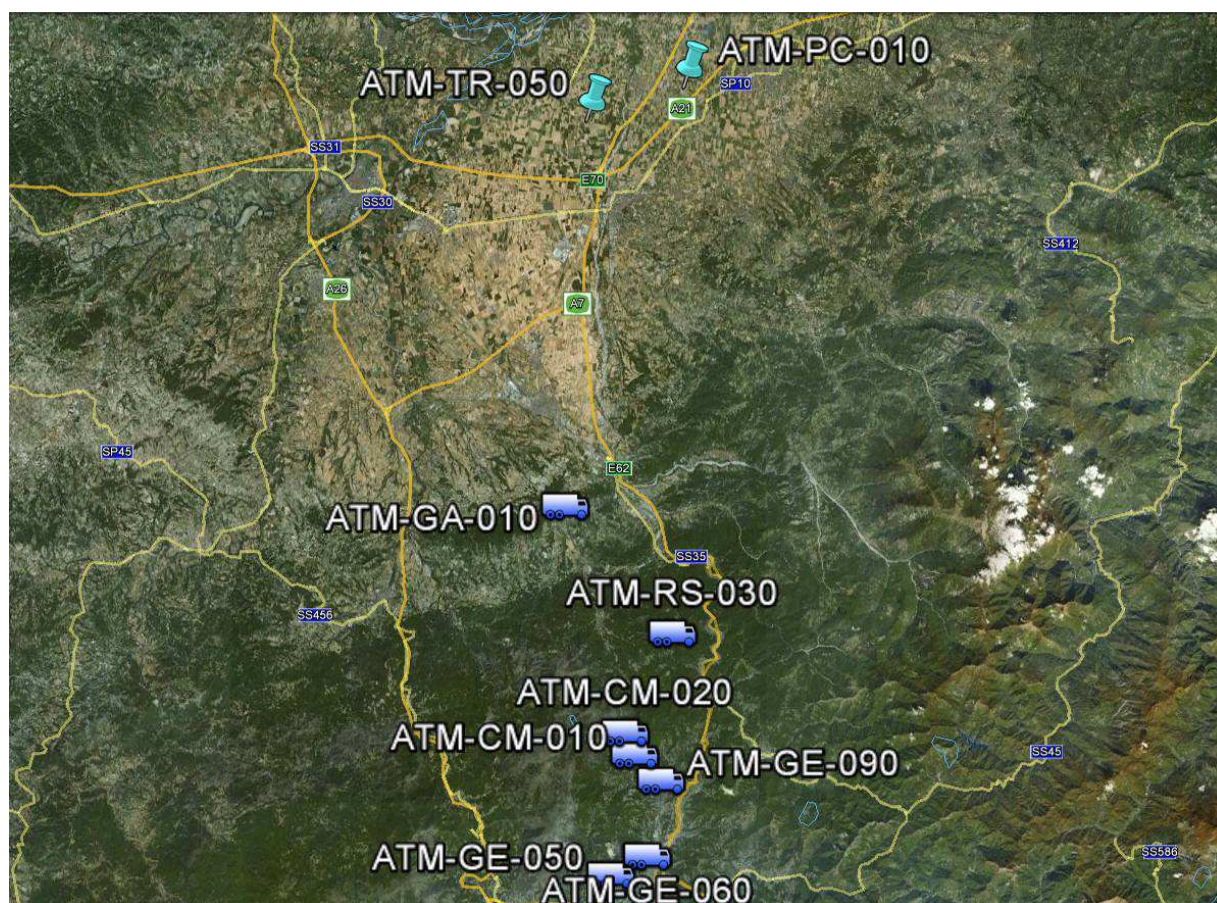 ATM-PC-010
ATM-TR-050
SP10
A21
SS31
E70
SS30
SS412
A26
A7
SP45
E62
ATM-GA-010
SS35
ATM-RS-030
SS456
ATM-CM-020
ATM-CM-010
SS45
ATM-GE-090
ATM-GE-050
SS586
ATM-GE-060